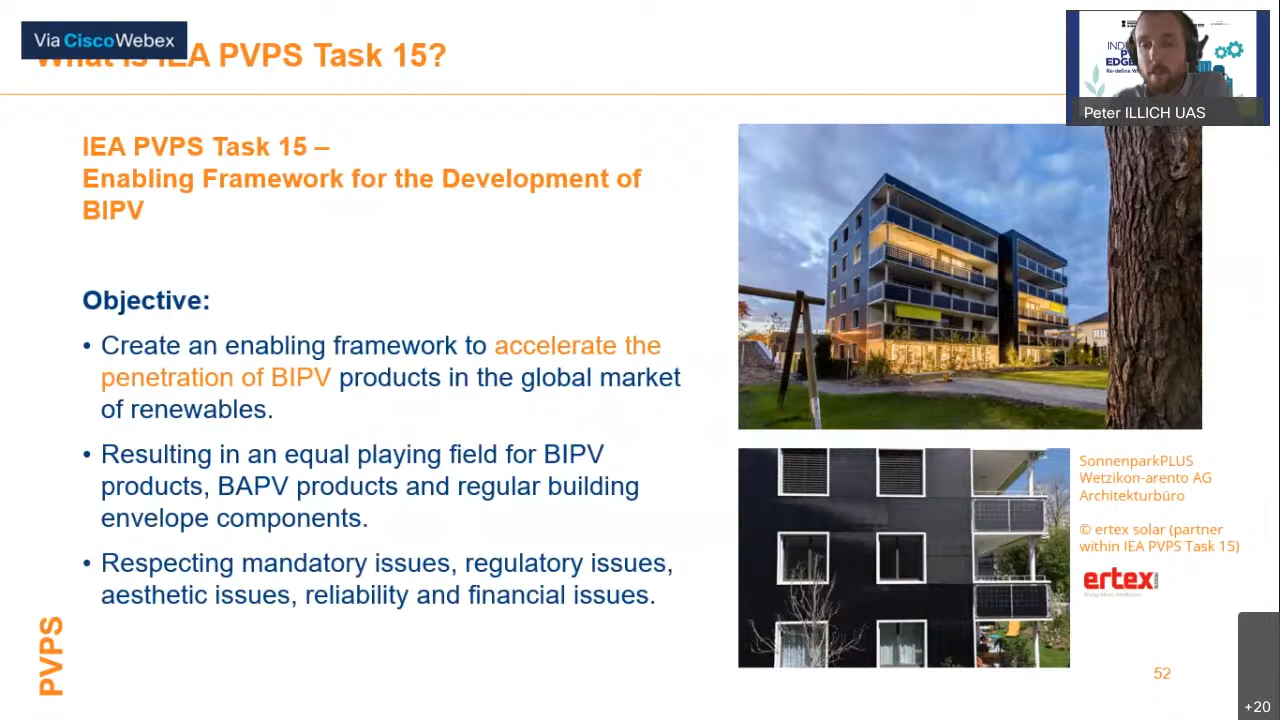 Via CiscoWebex
What is IEA PVPS Task 15?
Peter ILLICH UAS
IEA PVPS Task 15 –
Enabling Framework for the Development of
BIPV
Objective:
• Create an enabling framework to accelerate the
penetration of BIPV products in the global market
of renewables.
• Resulting in an equal playing field for BIPV
products, BAPV products and regular building
envelope components.
• Respecting mandatory issues, regulatory issues,
aesthetic issues, reliability and financial issues.
SonnenparkPLUS
Wetzikon-arento AG
Architekturbüro
© ertex solar (partner
within IEA PVPS Task 15)
ertex
PVPS
52
+20